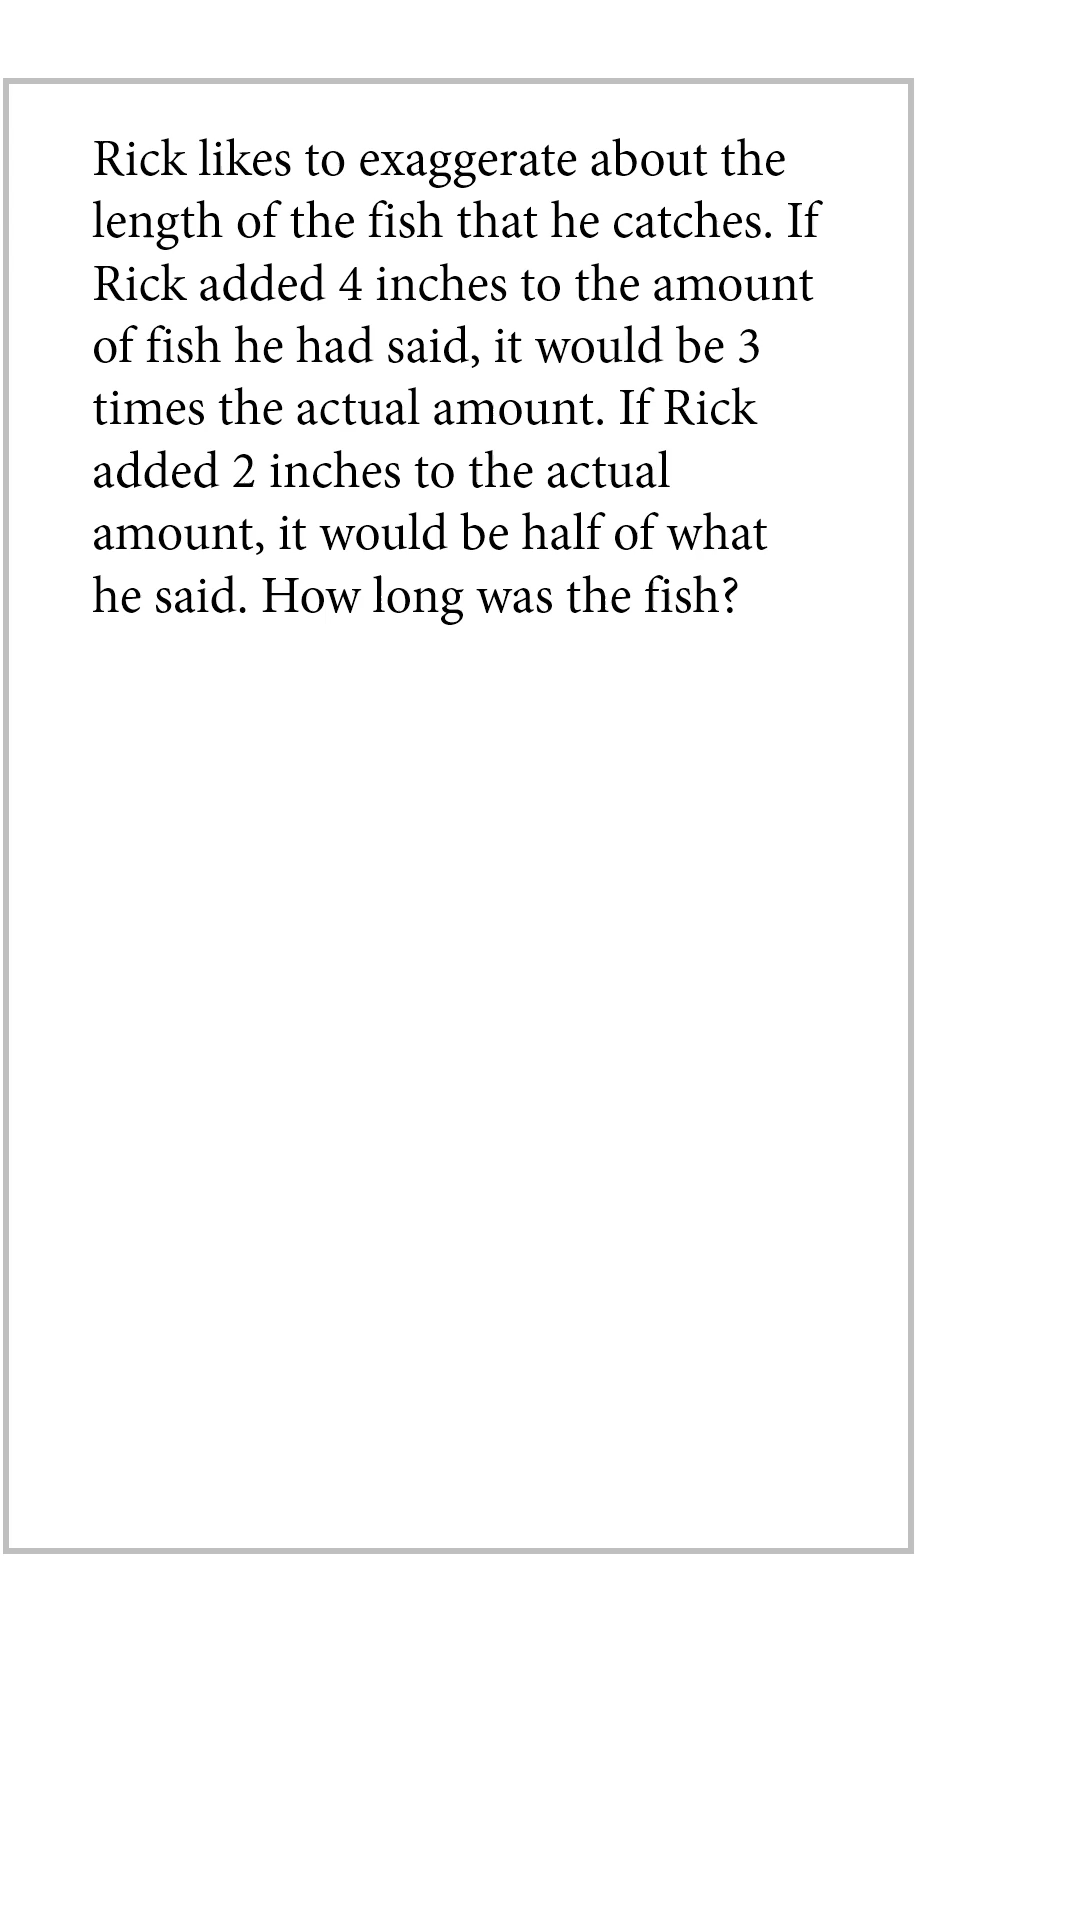 Rick likes to exaggerate about the
length of the fish that he catches. If
Rick added 4 inches to the amount
of fish he had said, it would be 3
times the actual amount. If Rick
added 2 inches to the actual
amount, it would be half of what
he said. How long was the fish?